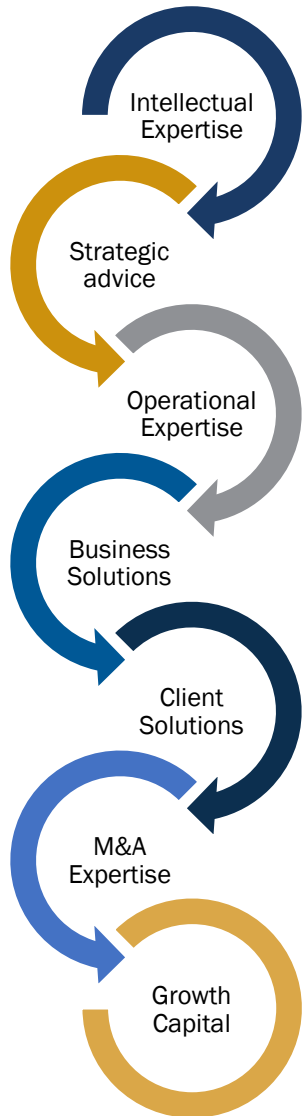 Intellectual
Expertise
Strategic
advice
Operational
Expertise
Business
Solutions
Client
Solutions
M&A
Expertise
Growth
Capital